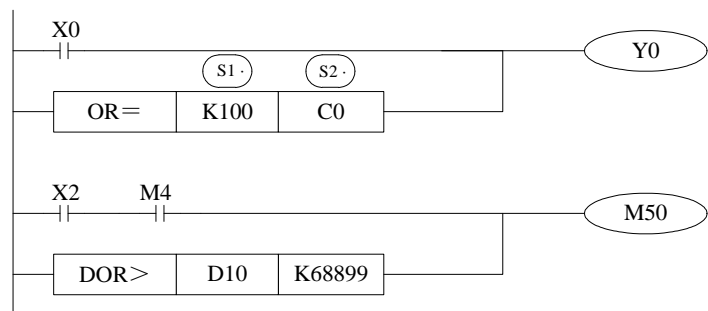 X0
Y0
S1 · S2 ·
OR＝ K100 C0
X2 M4
M50
DOR＞ D10 K68899